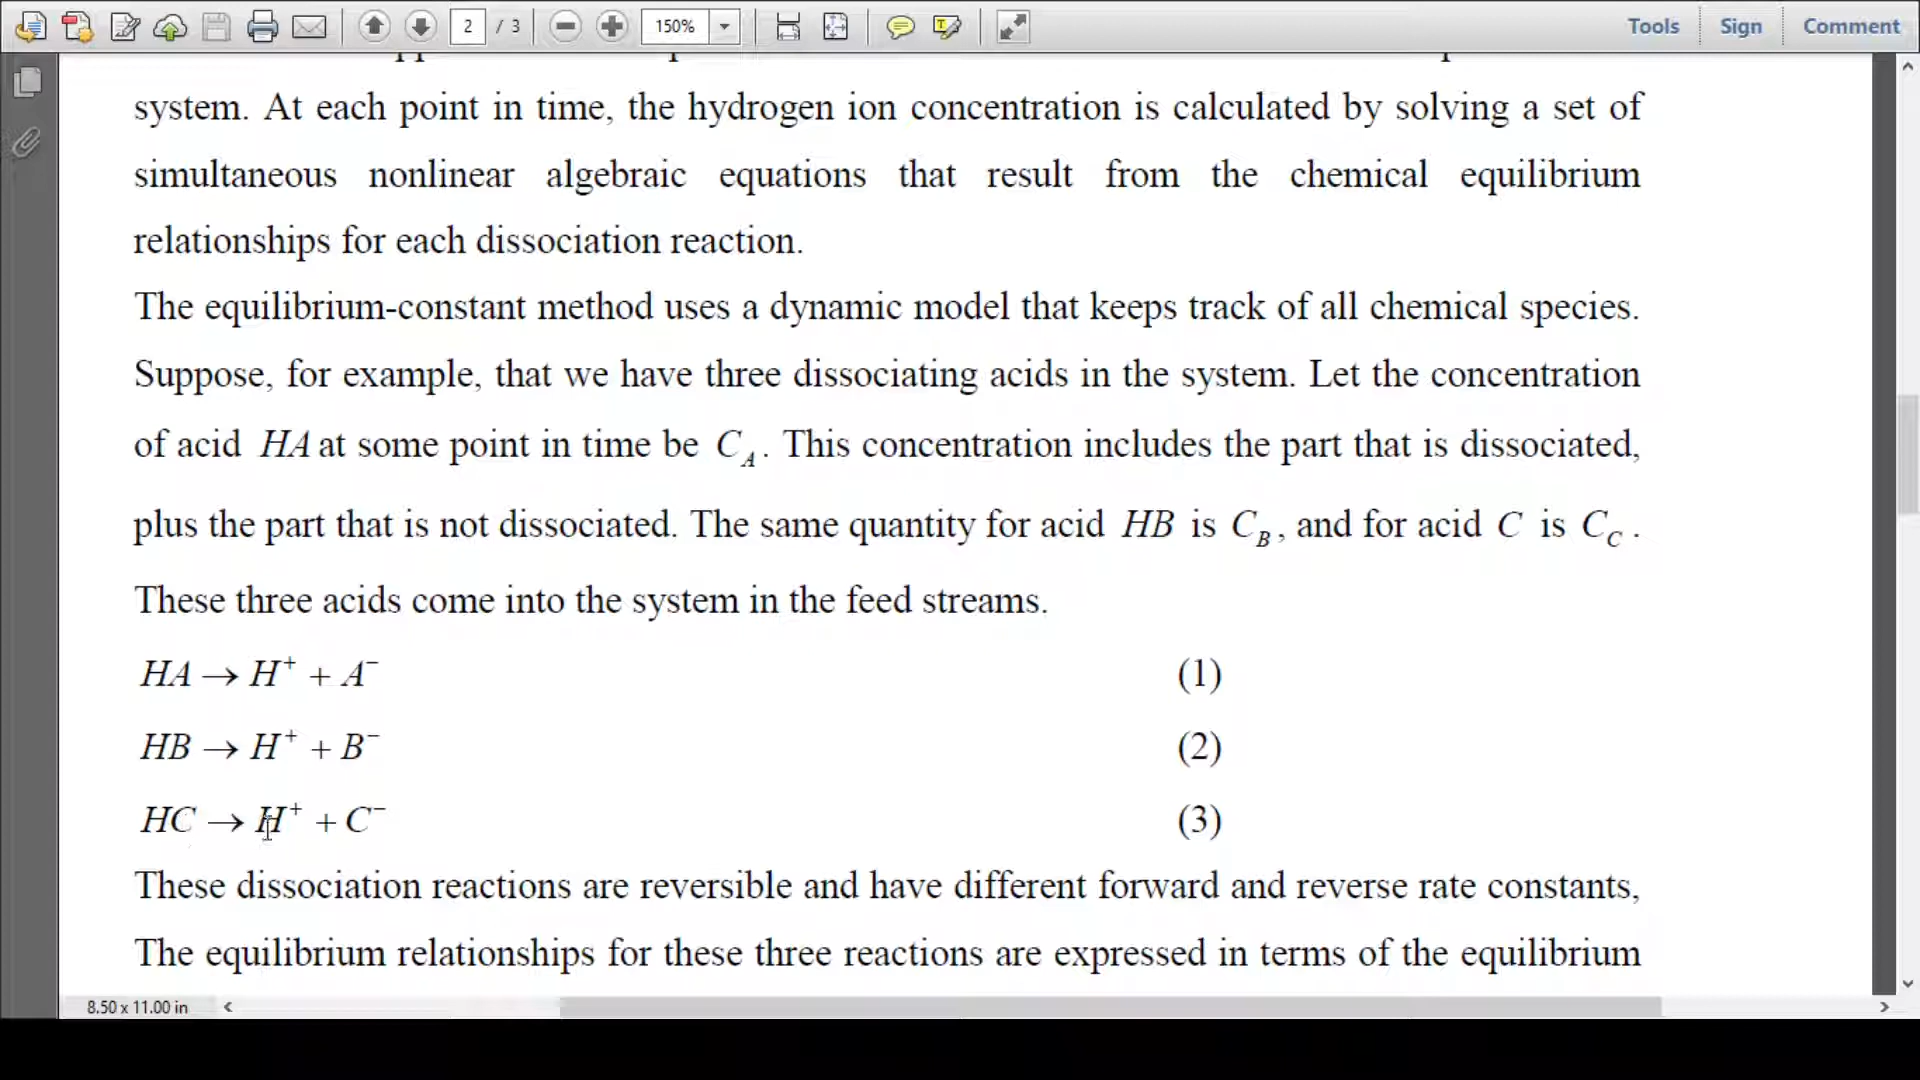 2 / 3 150% Tools Sign Comment
system. At each point in time, the hydrogen ion concentration is calculated by solving a set of
simultaneous nonlinear algebraic equations that result from the chemical equilibrium
relationships for each dissociation reaction.
The equilibrium-constant method uses a dynamic model that keeps track of all chemical species.
Suppose, for example, that we have three dissociating acids in the system. Let the concentration
of acid HA at some point in time be C_A. This concentration includes the part that is dissociated,
plus the part that is not dissociated. The same quantity for acid HB is C_B, and for acid C is C_C.
These three acids come into the system in the feed streams.
HA → H⁺ + A⁻ (1)
HB → H⁺ + B⁻ (2)
HC → H⁺ + C⁻ (3)
These dissociation reactions are reversible and have different forward and reverse rate constants,
The equilibrium relationships for these three reactions are expressed in terms of the equilibrium
8.50 x 11.00 in